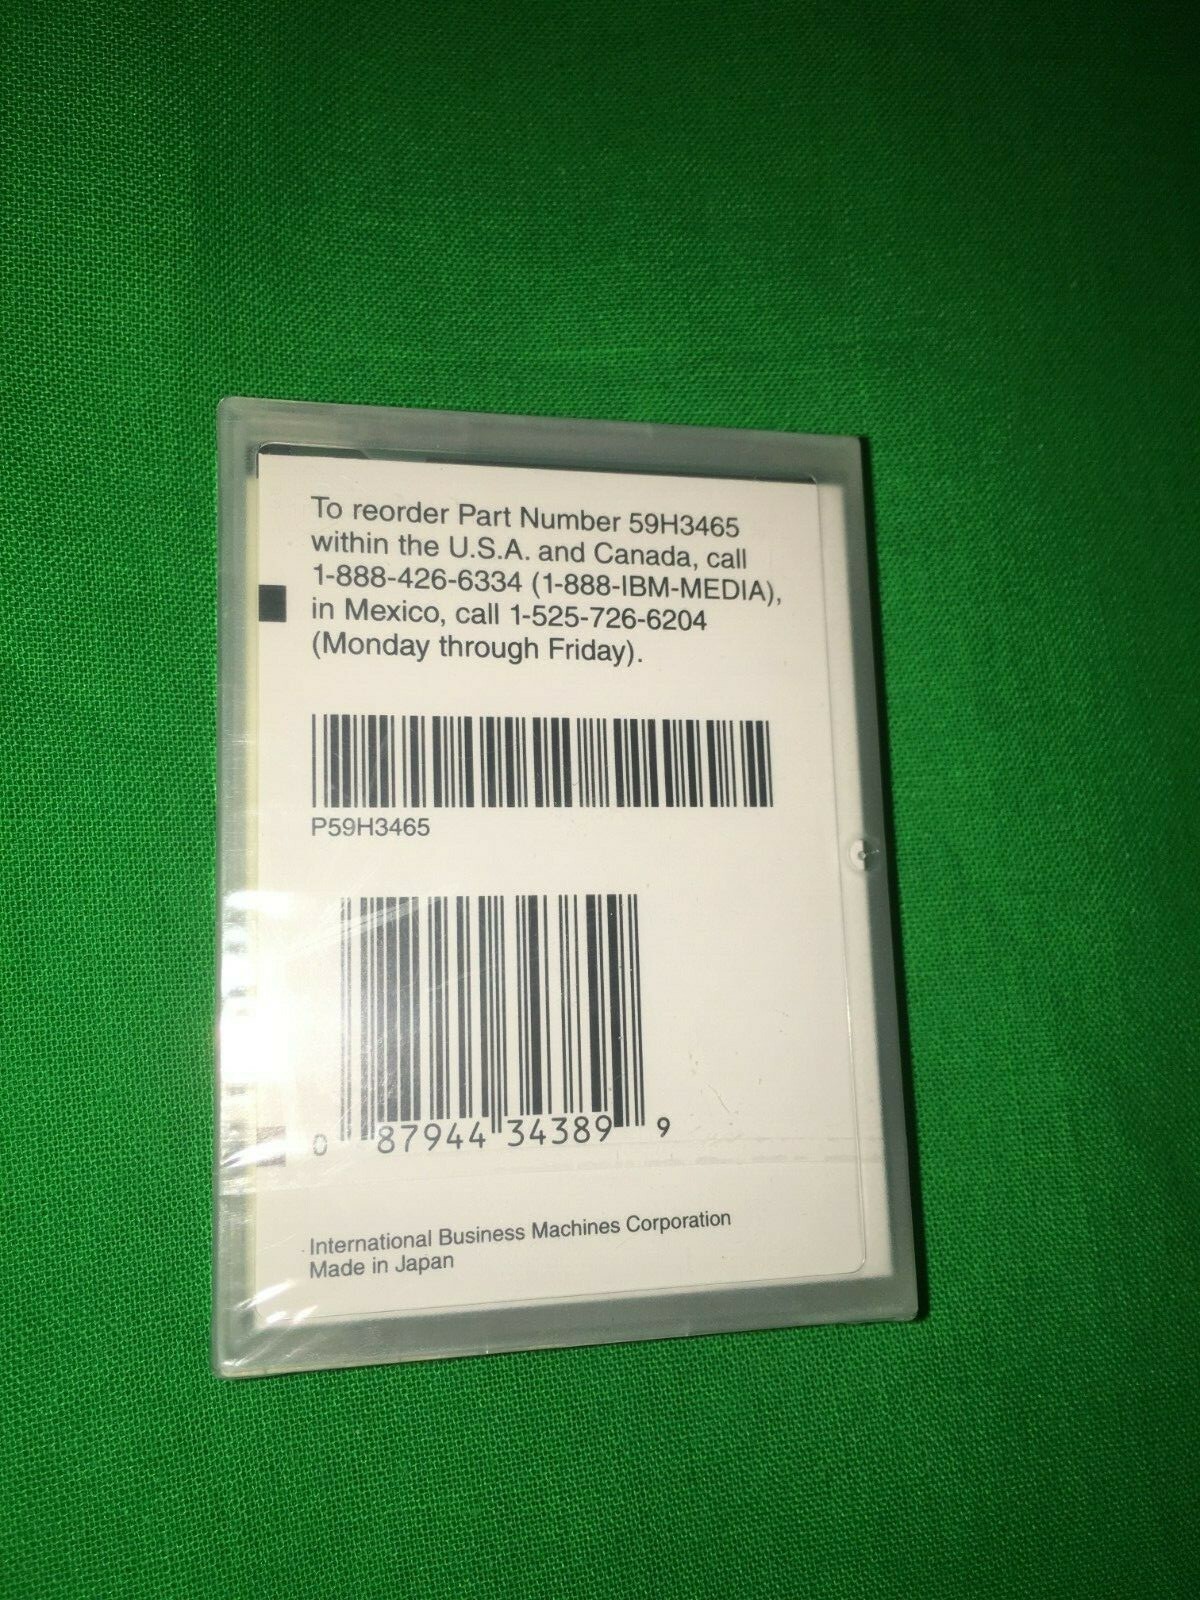 To reorder Part Number 59H3465
within the U.S.A. and Canada, call
1-888-426-6334 (1-888-IBM-MEDIA),
in Mexico, call 1-525-726-6204
(Monday through Friday).
P59H3465
0 87944 34389 9
International Business Machines Corporation
Made in Japan